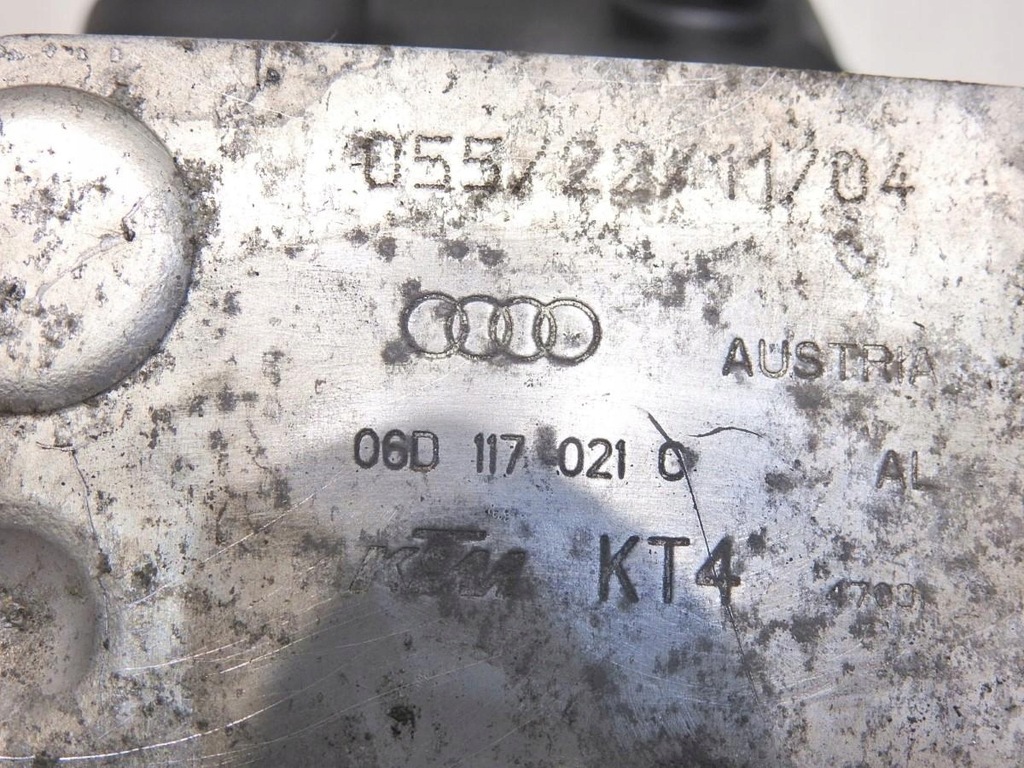 055/22/11/04
AUSTRIA
06D 117 021 C
AL
KTM KT4